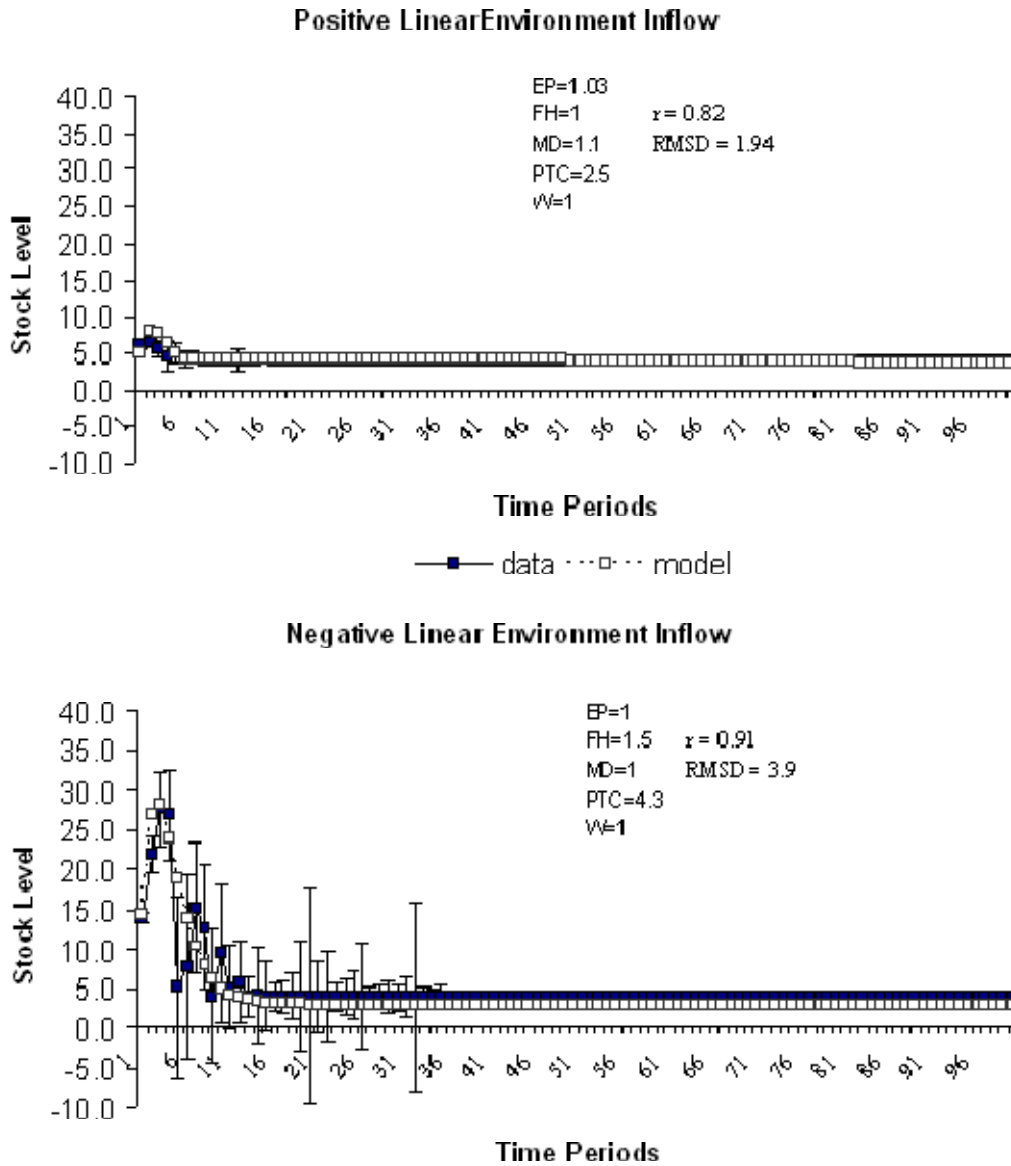 Positive LinearEnvironment Inflow
EP=1.03
FH=1 r = 0.82
MD=1.1 RMSD = 1.94
PTC=2.5
W=1
Stock Level
40.0
35.0
30.0
25.0
20.0
15.0
10.0
5.0
0.0
-5.0
-10.0
1 6 11 16 21 26 31 36 41 46 51 56 61 66 71 76 81 86 91 96
Time Periods
data model
Negative Linear Environment Inflow
EP=1
FH=1.5 r = 0.91
MD=1 RMSD = 3.9
PTC=4.3
W=1
Stock Level
40.0
35.0
30.0
25.0
20.0
15.0
10.0
5.0
0.0
-5.0
-10.0
1 6 11 16 21 26 31 36 41 46 51 56 61 66 71 76 81 86 91 96
Time Periods